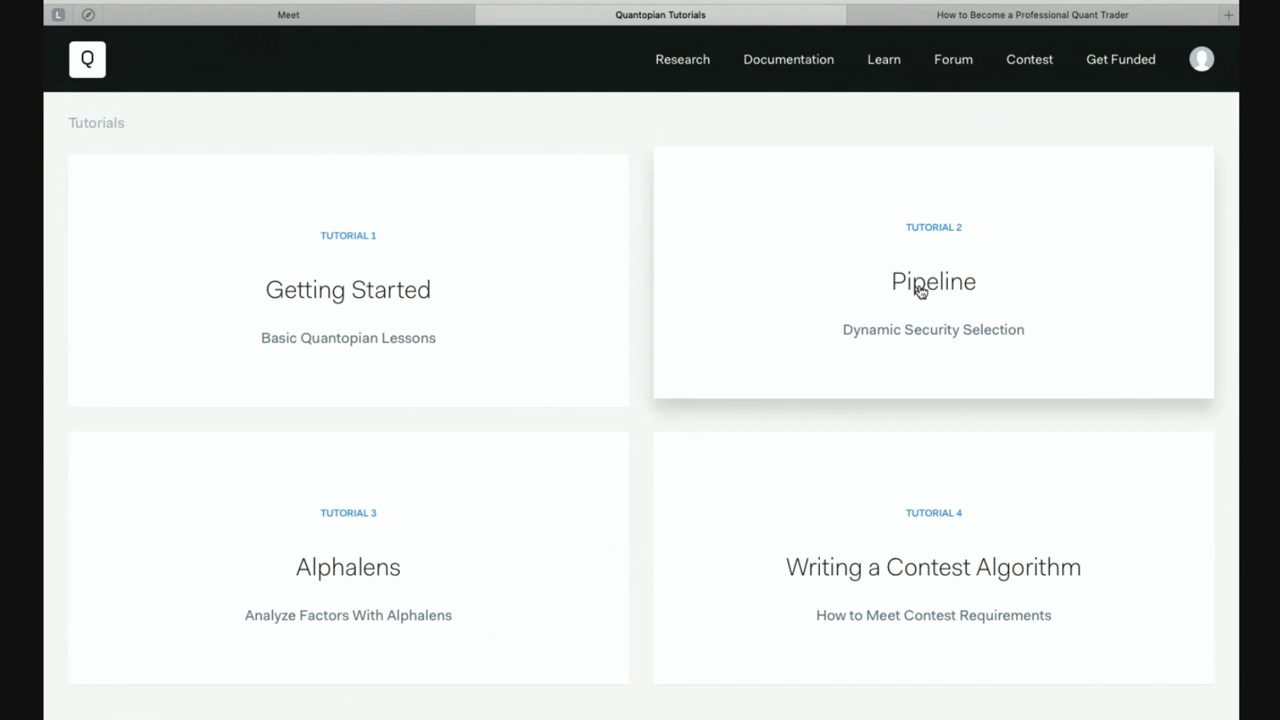 L
Meet
Quantopian Tutorials
How to Become a Professional Quant Trader
Q
Research
Documentation
Learn
Forum
Contest
Get Funded
Tutorials
TUTORIAL 1
Getting Started
Basic Quantopian Lessons
TUTORIAL 2
Pipeline
Dynamic Security Selection
TUTORIAL 3
Alphalens
Analyze Factors With Alphalens
TUTORIAL 4
Writing a Contest Algorithm
How to Meet Contest Requirements